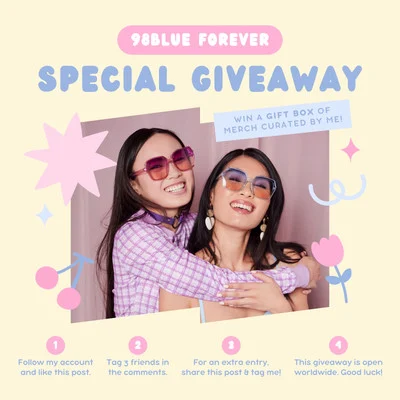 98BLUE FOREVER
SPECIAL GIVEAWAY
WIN A GIFT BOX OF
MERCH CURATED BY ME!
1
Follow my account
and like this post.
2
Tag 3 friends in
the comments.
3
For an extra entry,
share this post & tag me!
4
This giveaway is open
worldwide. Good luck!